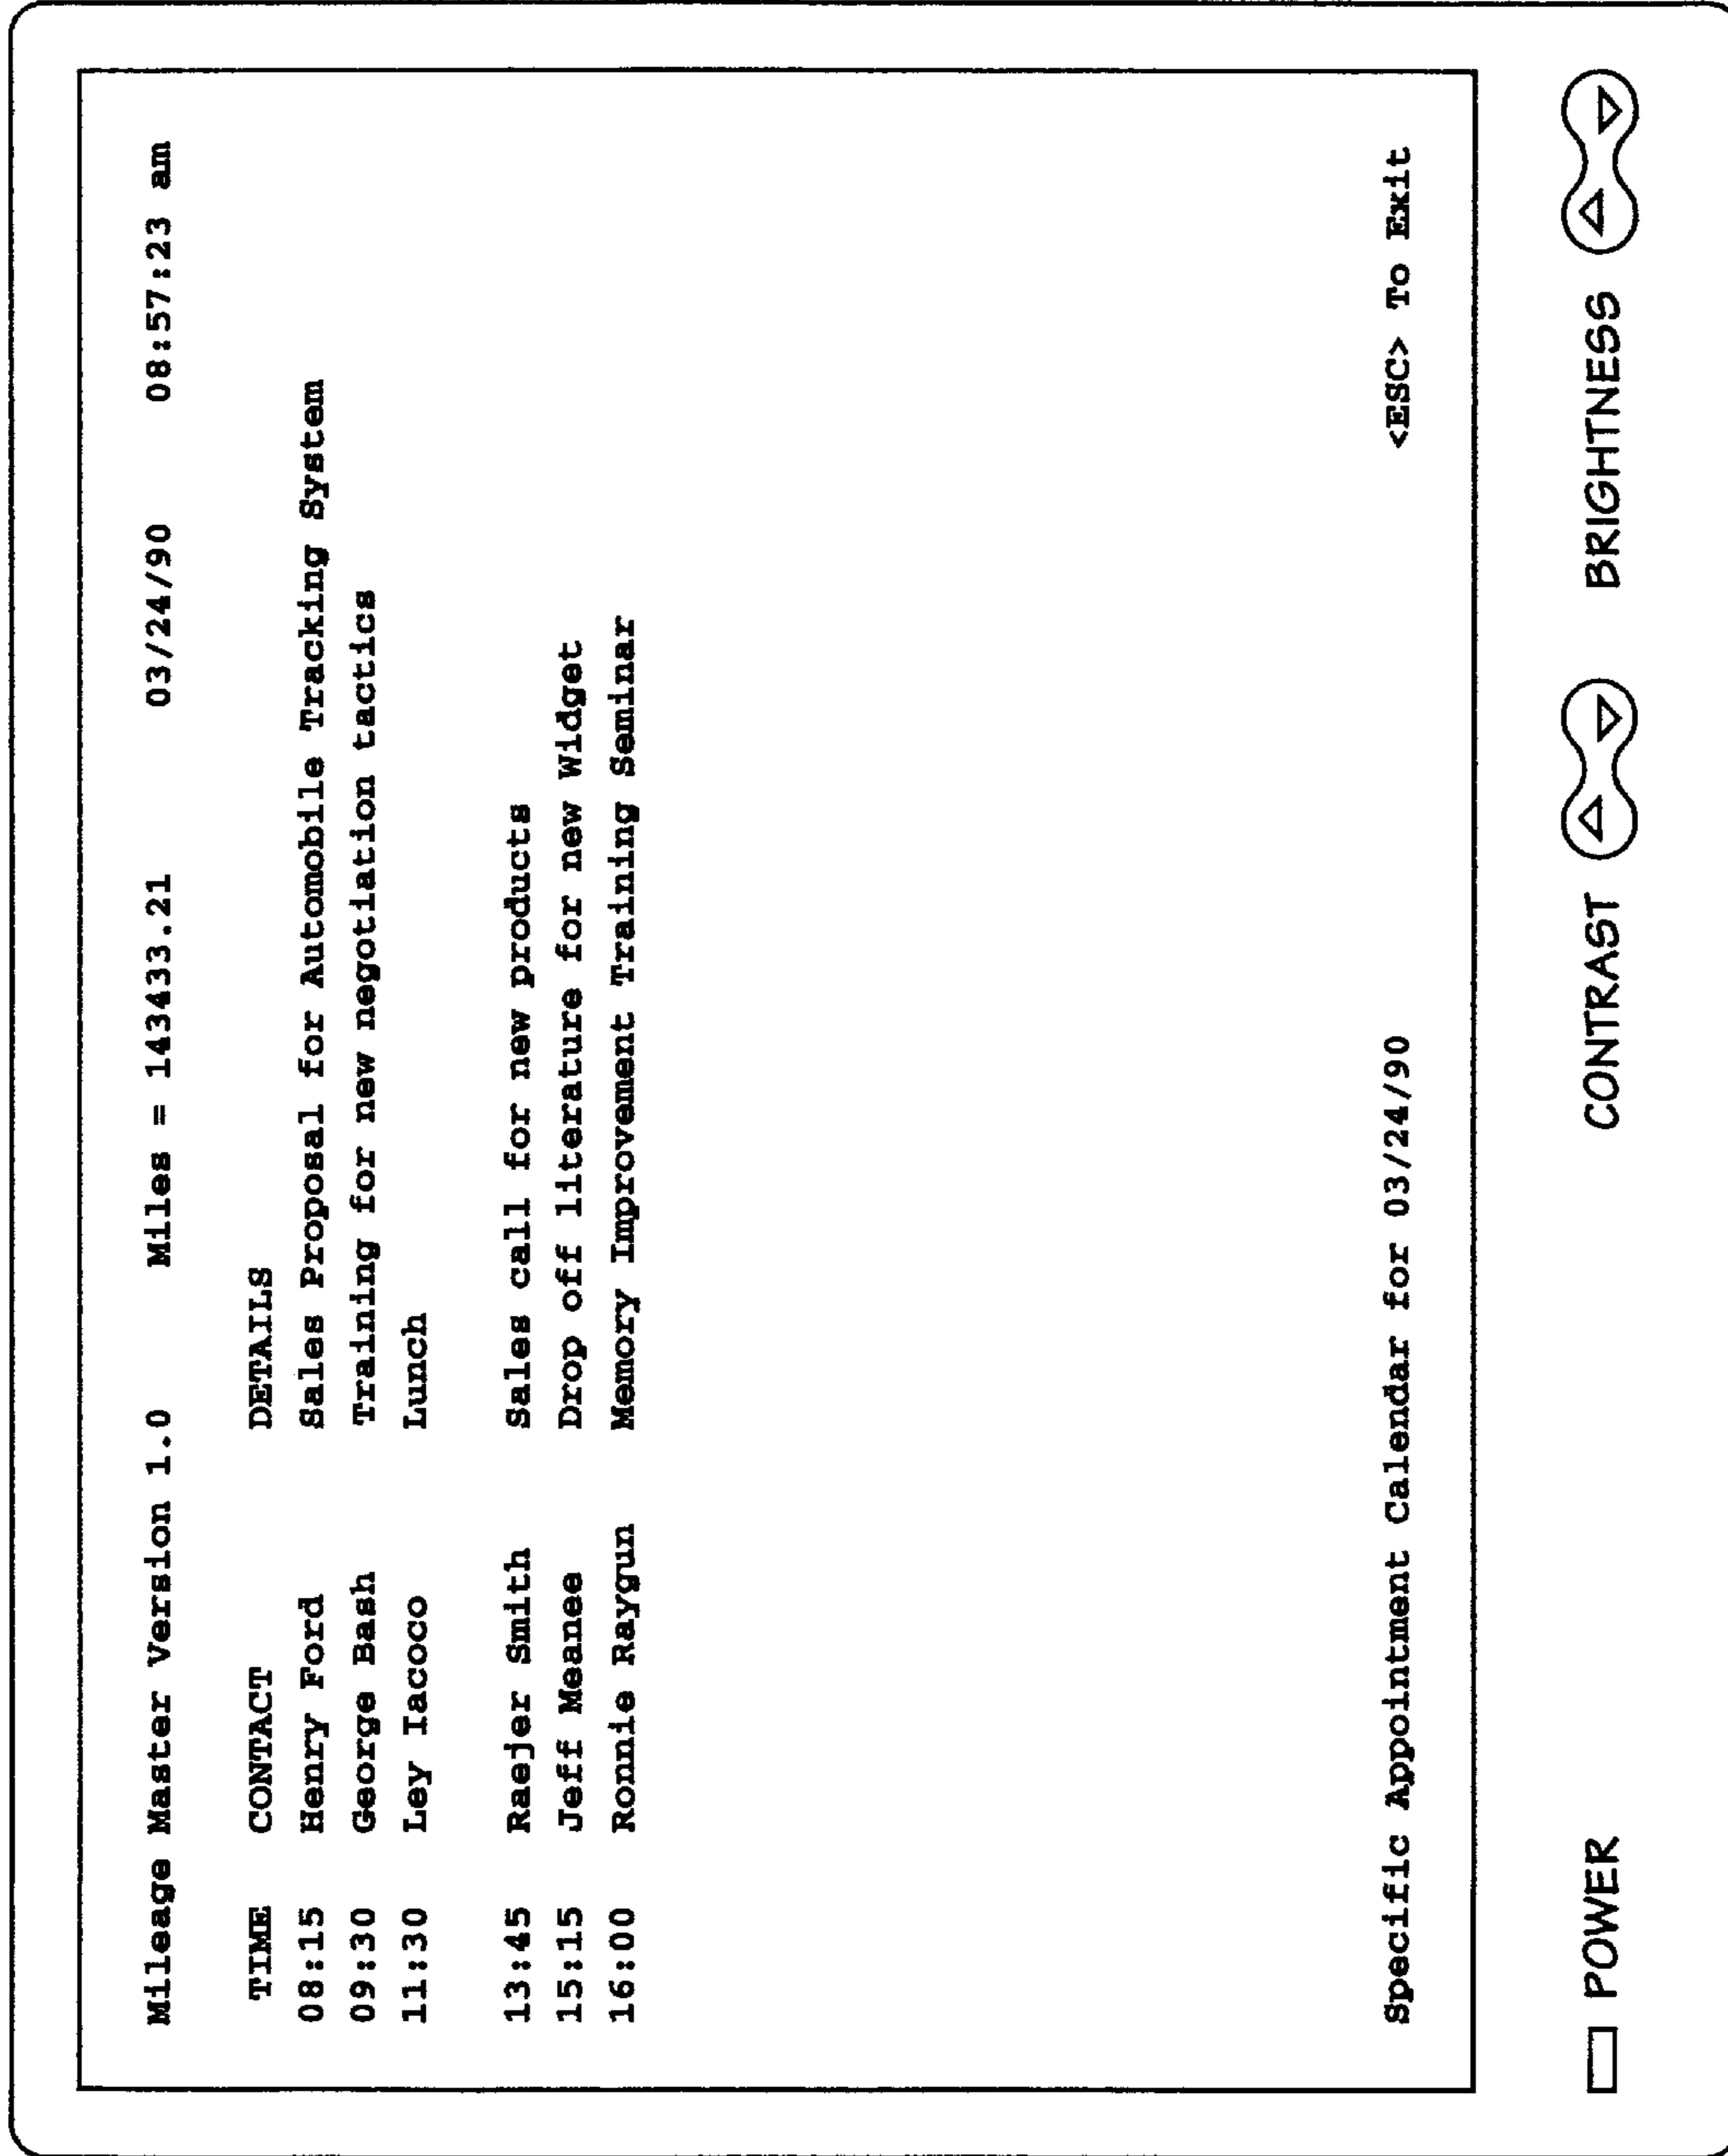 Mileage Master Version 1.0 Miles = 143433.21 03/24/90 08:57:23 am
TIME CONTACT DETAILS
08:15 Henry Ford Sales Proposal for Automobile Tracking System
09:30 George Bash Training for new negotiation tactics
11:30 Ley Iacoco Lunch
13:45 Raejer Smith Sales call for new products
15:15 Jeff Meanee Drop off literature for new Widget
16:00 Ronnie Raygun Memory Improvement Training Seminar
Specific Appointment Calendar for 03/24/90 <ESC> To Exit
POWER CONTRAST BRIGHTNESS